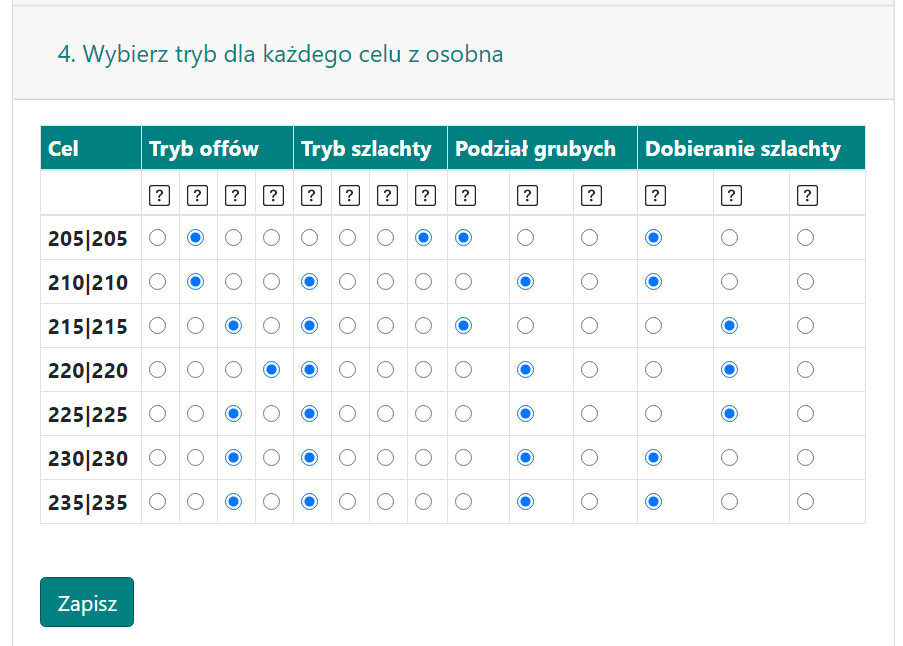 4. Wybierz tryb dla każdego celu z osobna
Cel Tryb offów Tryb szlachty Podział grubych Dobieranie szlachty
? ? ? ? ? ? ? ? ? ? ? ? ? ?
205|205
210|210
215|215
220|220
225|225
230|230
235|235
Zapisz